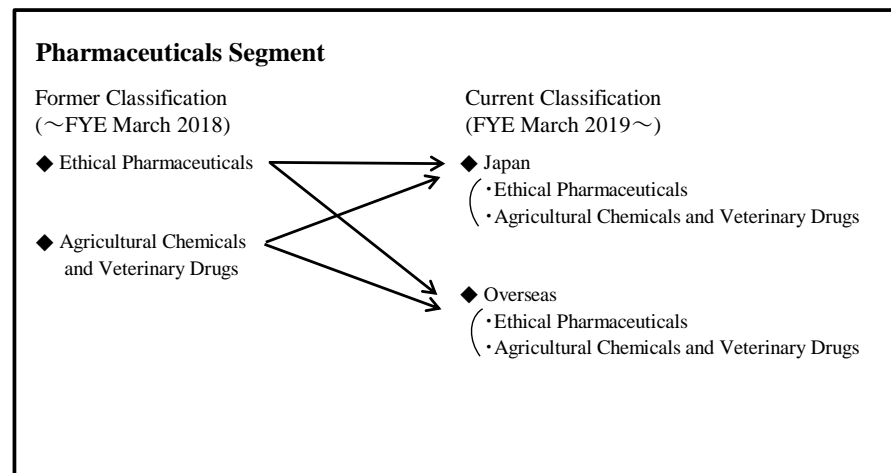 Pharmaceuticals Segment
Former Classification
(～FYE March 2018)
◆ Ethical Pharmaceuticals
◆ Agricultural Chemicals
and Veterinary Drugs
Current Classification
(FYE March 2019～)
◆ Japan
・Ethical Pharmaceuticals
・Agricultural Chemicals and Veterinary Drugs
◆ Overseas
・Ethical Pharmaceuticals
・Agricultural Chemicals and Veterinary Drugs